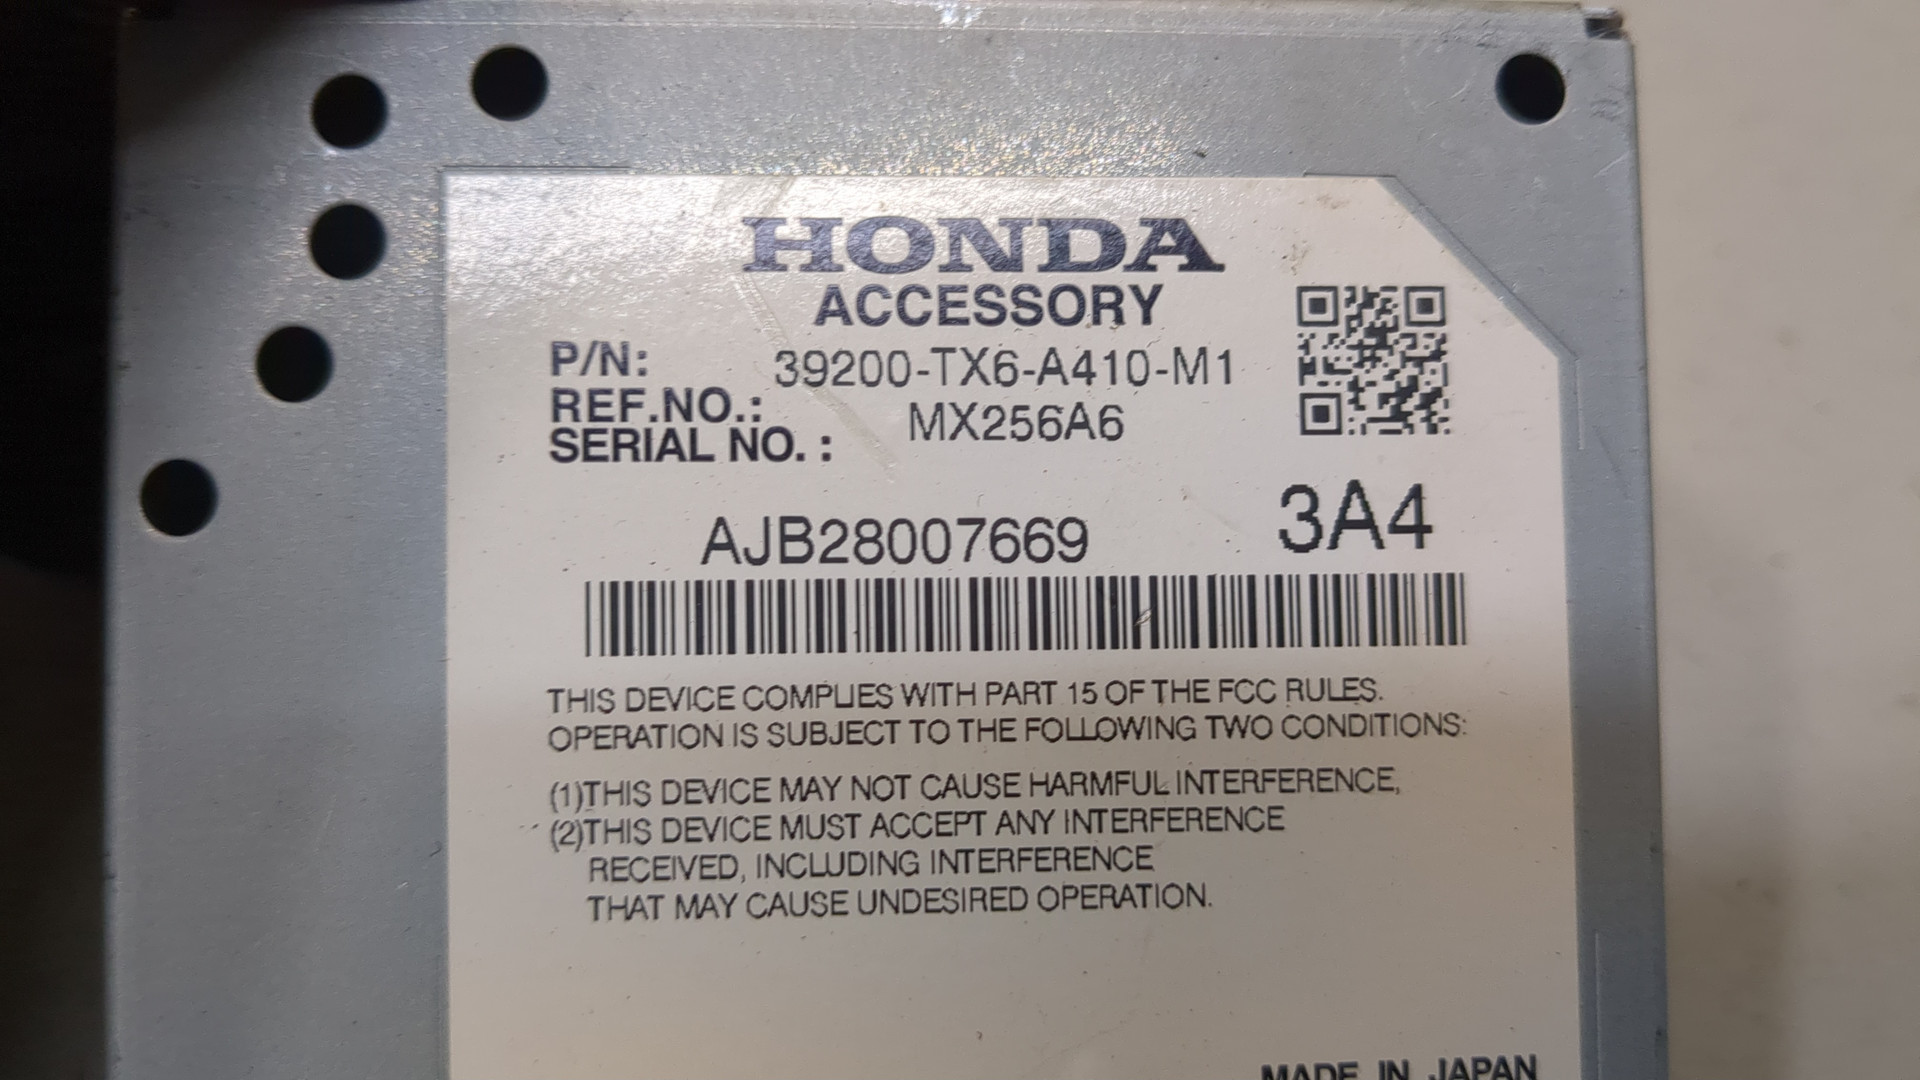 HONDA
ACCESSORY
P/N: 39200-TX6-A410-M1
REF.NO.: MX256A6
SERIAL NO. :
AJB28007669 3A4
THIS DEVICE COMPLIES WITH PART 15 OF THE FCC RULES.
OPERATION IS SUBJECT TO THE FOLLOWING TWO CONDITIONS:
(1)THIS DEVICE MAY NOT CAUSE HARMFUL INTERFERENCE,
(2)THIS DEVICE MUST ACCEPT ANY INTERFERENCE
RECEIVED, INCLUDING INTERFERENCE
THAT MAY CAUSE UNDESIRED OPERATION.
MADE IN JAPAN